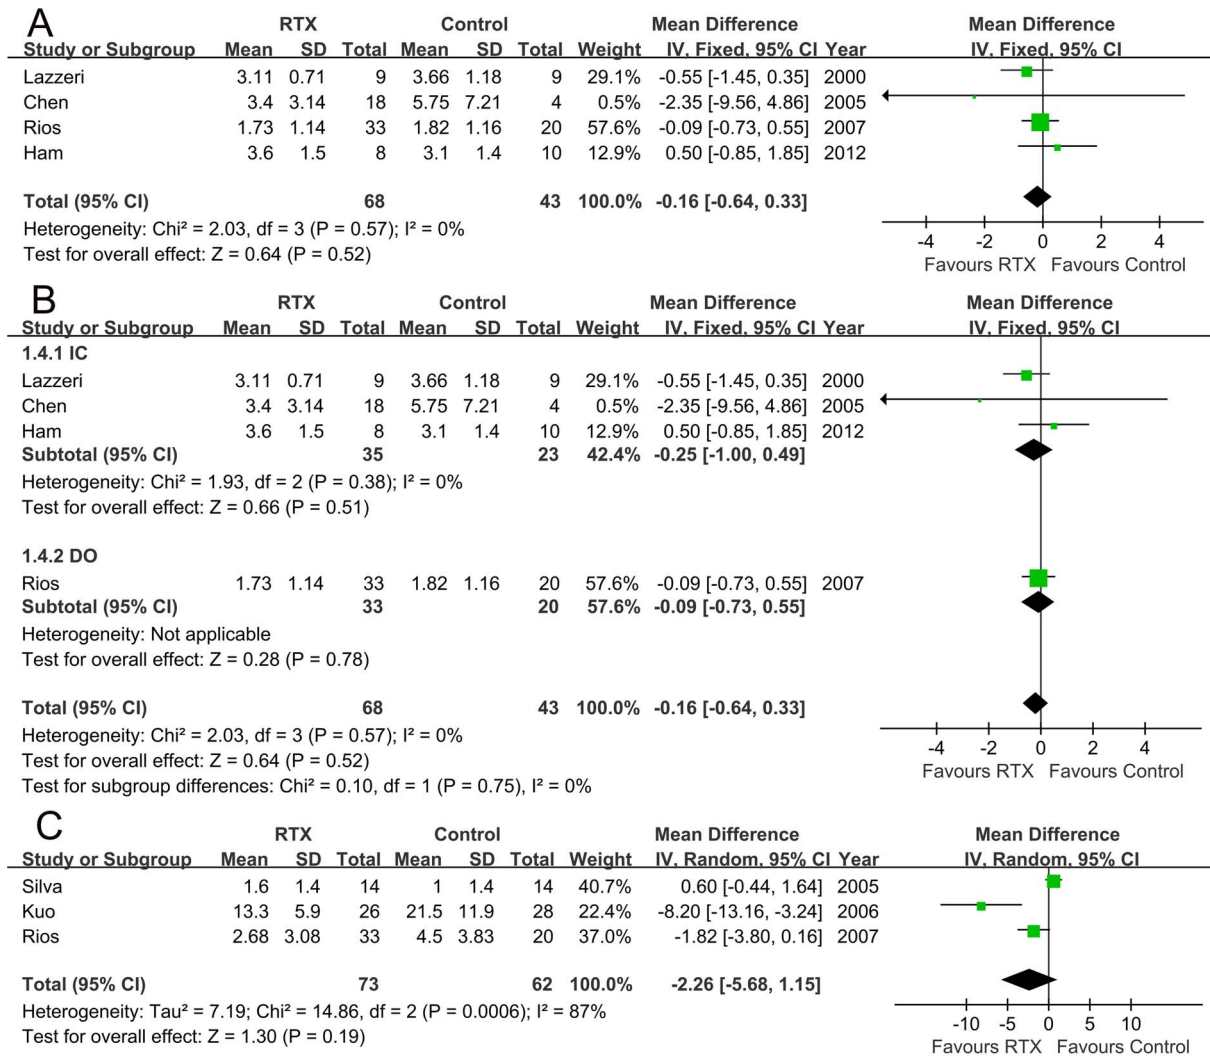 A
RTX Control Mean Difference Mean Difference
Study or Subgroup Mean SD Total Mean SD Total Weight IV, Fixed, 95% CI Year IV, Fixed, 95% CI
Lazzeri 3.11 0.71 9 3.66 1.18 9 29.1% -0.55 [-1.45, 0.35] 2000
Chen 3.4 3.14 18 5.75 7.21 4 0.5% -2.35 [-9.56, 4.86] 2005
Rios 1.73 1.14 33 1.82 1.16 20 57.6% -0.09 [-0.73, 0.55] 2007
Ham 3.6 1.5 8 3.1 1.4 10 12.9% 0.50 [-0.85, 1.85] 2012
Total (95% CI) 68 43 100.0% -0.16 [-0.64, 0.33]
Heterogeneity: Chi² = 2.03, df = 3 (P = 0.57); I² = 0%
Test for overall effect: Z = 0.64 (P = 0.52)
-4 -2 0 2 4
Favours RTX Favours Control
B
RTX Control Mean Difference Mean Difference
Study or Subgroup Mean SD Total Mean SD Total Weight IV, Fixed, 95% CI Year IV, Fixed, 95% CI
1.4.1 IC
Lazzeri 3.11 0.71 9 3.66 1.18 9 29.1% -0.55 [-1.45, 0.35] 2000
Chen 3.4 3.14 18 5.75 7.21 4 0.5% -2.35 [-9.56, 4.86] 2005
Ham 3.6 1.5 8 3.1 1.4 10 12.9% 0.50 [-0.85, 1.85] 2012
Subtotal (95% CI) 35 23 42.4% -0.25 [-1.00, 0.49]
Heterogeneity: Chi² = 1.93, df = 2 (P = 0.38); I² = 0%
Test for overall effect: Z = 0.66 (P = 0.51)
1.4.2 DO
Rios 1.73 1.14 33 1.82 1.16 20 57.6% -0.09 [-0.73, 0.55] 2007
Subtotal (95% CI) 33 20 57.6% -0.09 [-0.73, 0.55]
Heterogeneity: Not applicable
Test for overall effect: Z = 0.28 (P = 0.78)
Total (95% CI) 68 43 100.0% -0.16 [-0.64, 0.33]
Heterogeneity: Chi² = 2.03, df = 3 (P = 0.57); I² = 0%
Test for overall effect: Z = 0.64 (P = 0.52)
Test for subgroup differences: Chi² = 0.10, df = 1 (P = 0.75), I² = 0%
-4 -2 0 2 4
Favours RTX Favours Control
C
RTX Control Mean Difference Mean Difference
Study or Subgroup Mean SD Total Mean SD Total Weight IV, Random, 95% CI Year IV, Random, 95% CI
Silva 1.6 1.4 14 1 1.4 14 40.7% 0.60 [-0.44, 1.64] 2005
Kuo 13.3 5.9 26 21.5 11.9 28 22.4% -8.20 [-13.16, -3.24] 2006
Rios 2.68 3.08 33 4.5 3.83 20 37.0% -1.82 [-3.80, 0.16] 2007
Total (95% CI) 73 62 100.0% -2.26 [-5.68, 1.15]
Heterogeneity: Tau² = 7.19; Chi² = 14.86, df = 2 (P = 0.0006); I² = 87%
Test for overall effect: Z = 1.30 (P = 0.19)
-10 -5 0 5 10
Favours RTX Favours Control